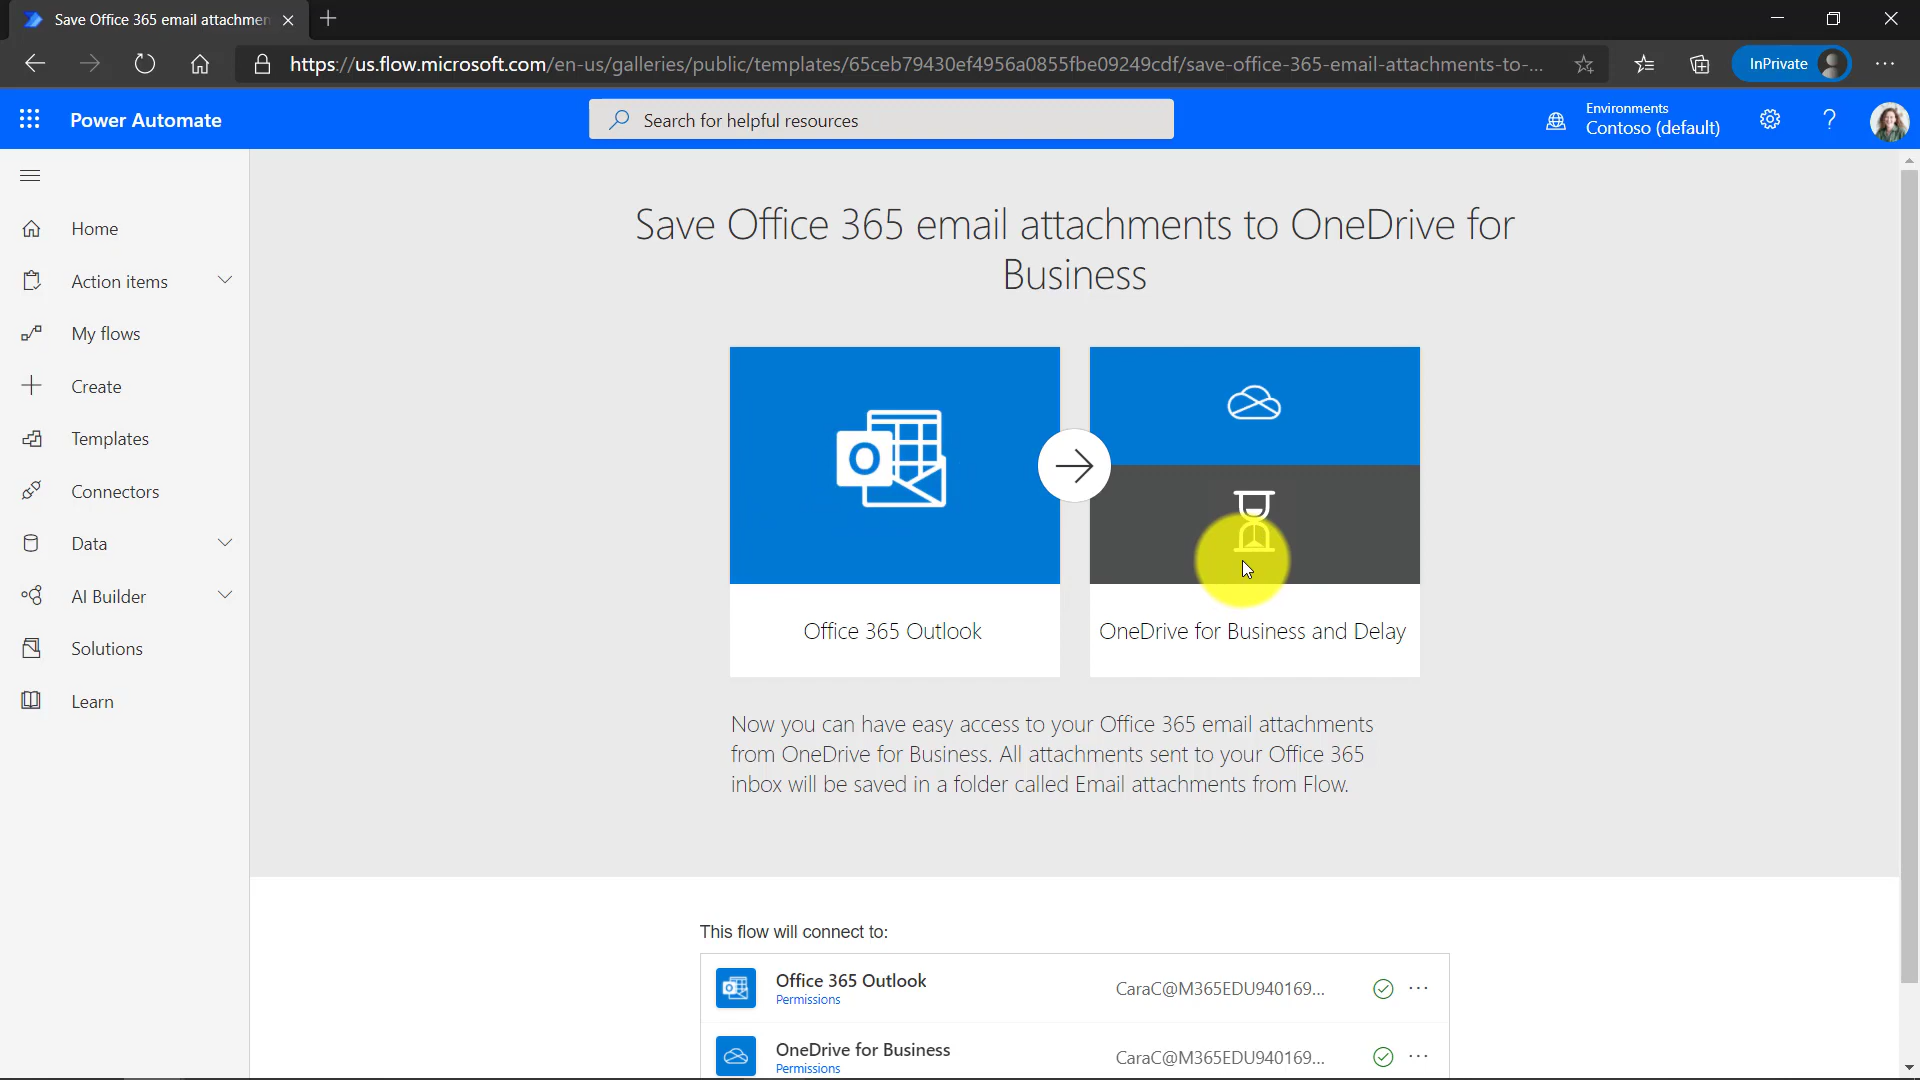 Save Office 365 email attachmen
https://us.flow.microsoft.com/en-us/galleries/public/templates/65ceb79430ef4956a0855fbe09249cdf/save-office-365-email-attachments-to-...
InPrivate
Power Automate
Search for helpful resources
Environments
Contoso (default)
Home
Action items
My flows
Create
Templates
Connectors
Data
AI Builder
Solutions
Learn
Save Office 365 email attachments to OneDrive for
Business
Office 365 Outlook
OneDrive for Business and Delay
Now you can have easy access to your Office 365 email attachments
from OneDrive for Business. All attachments sent to your Office 365
inbox will be saved in a folder called Email attachments from Flow.
This flow will connect to:
Office 365 Outlook
Permissions
CaraC@M365EDU940169...
OneDrive for Business
Permissions
CaraC@M365EDU940169...